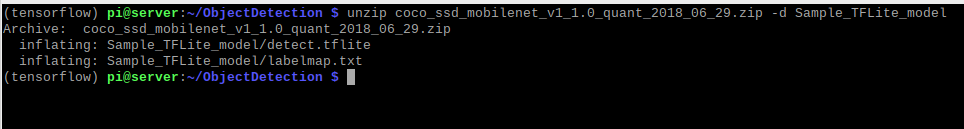 (tensorflow) pi@server:~/ObjectDetection $ unzip coco_ssd_mobilenet_v1_1.0_quant_2018_06_29.zip -d Sample_TFLite_model
Archive:  coco_ssd_mobilenet_v1_1.0_quant_2018_06_29.zip
  inflating: Sample_TFLite_model/detect.tflite
  inflating: Sample_TFLite_model/labelmap.txt
(tensorflow) pi@server:~/ObjectDetection $